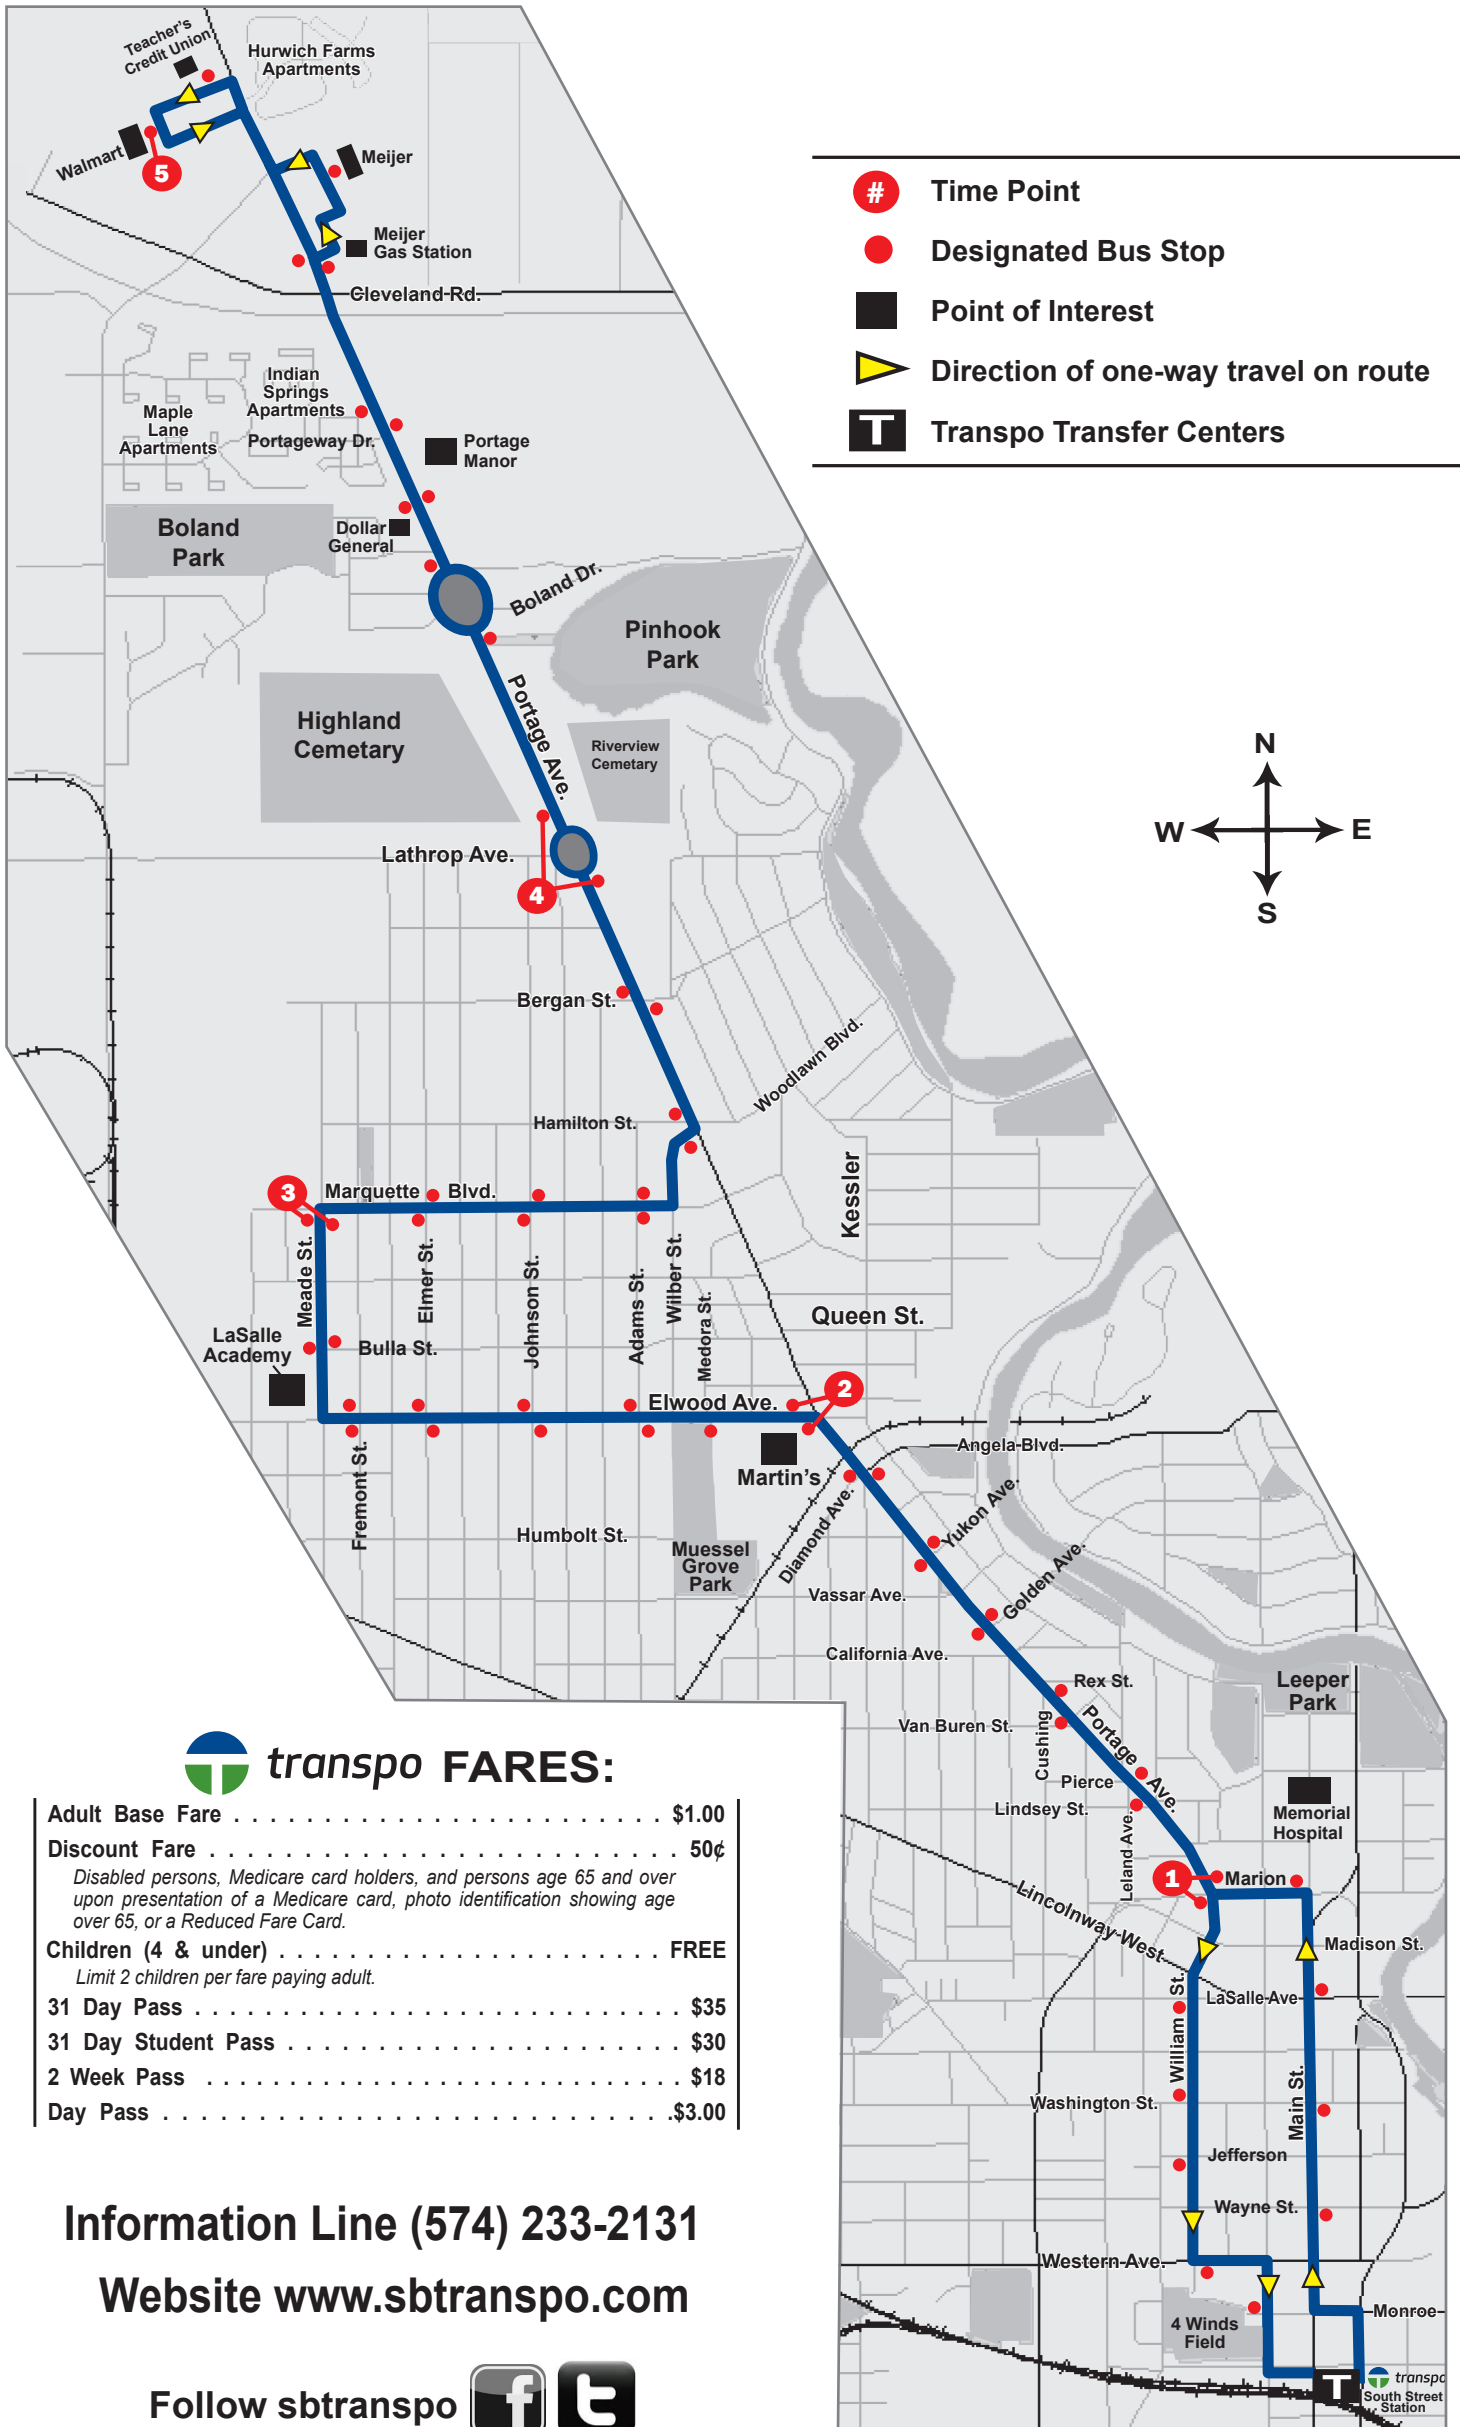 Teacher's
Credit Union
Hurwich Farms
Apartments
Walmart
5
Meijer
Meijer
Gas Station
Cleveland Rd.
# Time Point
Designated Bus Stop
Point of Interest
Direction of one-way travel on route
T Transpo Transfer Centers
Indian
Springs
Apartments
Maple
Lane
Apartments
Portageway Dr.
Portage
Manor
Boland
Park
Dollar
General
Boland Dr.
Pinhook
Park
Portage Ave.
Highland
Cemetary
Riverview
Cemetary
N
W E
S
Lathrop Ave.
4
Bergan St.
Woodlawn Blvd.
Hamilton St.
Kessler
3
Marquette Blvd.
Meade St.
Elmer St.
Johnson St.
Adams St.
Wilber St.
Medora St.
Queen St.
LaSalle
Academy
Bulla St.
2
Elwood Ave.
Martin's
Angela Blvd.
Fremont St.
Diamond Ave.
Yukon Ave.
Humbolt St.
Muessel
Grove
Park
Golden Ave.
Vassar Ave.
California Ave.
Rex St.
Leeper
Park
Van Buren St.
Cushing
Portage Ave.
Pierce
Lindsey St.
Leland Ave.
Memorial
Hospital
1
Marion
Lincolnway West
Madison St.
LaSalle Ave
William St.
Main St.
Washington St.
Jefferson
Wayne St.
Western Ave.
Monroe
4 Winds
Field
T
transpo
South Street
Station
transpo FARES:
Adult Base Fare . . . . . . . . . . . . . . . . . . . . . . . . . $1.00
Discount Fare . . . . . . . . . . . . . . . . . . . . . . . . . . . 50¢
Disabled persons, Medicare card holders, and persons age 65 and over
upon presentation of a Medicare card, photo identification showing age
over 65, or a Reduced Fare Card.
Children (4 & under) . . . . . . . . . . . . . . . . . . . . . . FREE
Limit 2 children per fare paying adult.
31 Day Pass . . . . . . . . . . . . . . . . . . . . . . . . . . . . $35
31 Day Student Pass . . . . . . . . . . . . . . . . . . . . . . $30
2 Week Pass . . . . . . . . . . . . . . . . . . . . . . . . . . . $18
Day Pass . . . . . . . . . . . . . . . . . . . . . . . . . . . . .$3.00
Information Line (574) 233-2131
Website www.sbtranspo.com
Follow sbtranspo f t